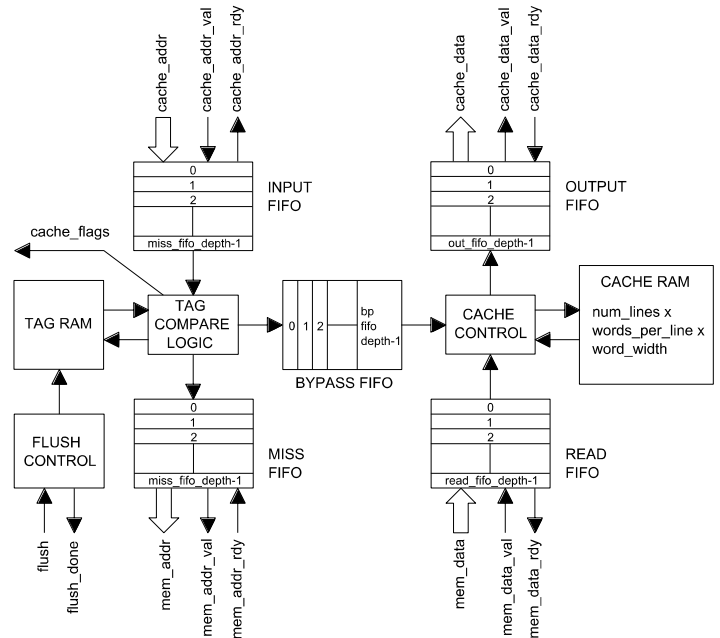 cache_addr
cache_addr_val
cache_addr_rdy
cache_data
cache_data_val
cache_data_rdy
0
1
2
miss_fifo_depth-1
INPUT
FIFO
0
1
2
out_fifo_depth-1
OUTPUT
FIFO
cache_flags
TAG RAM
TAG
COMPARE
LOGIC
0
1
2
bp
fifo
depth-1
BYPASS FIFO
CACHE
CONTROL
CACHE RAM
num_lines x
words_per_line x
word_width
FLUSH
CONTROL
0
1
2
miss_fifo_depth-1
MISS
FIFO
0
1
2
read_fifo_depth-1
READ
FIFO
flush
flush_done
mem_addr
mem_addr_val
mem_addr_rdy
mem_data
mem_data_val
mem_data_rdy